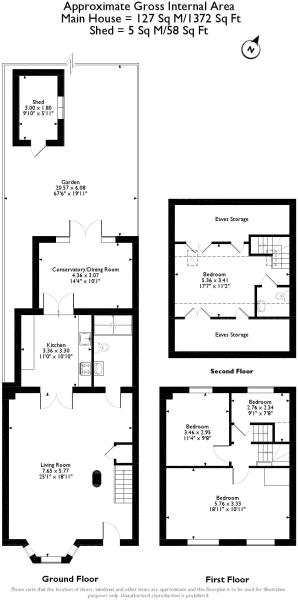 Approximate Gross Internal Area
Main House = 127 Sq M/1372 Sq Ft
Shed = 5 Sq M/58 Sq Ft
Shed
3.00 x 1.80
9'10" x 5'11"
Garden
20.57 x 6.08
67'6" x 19'11"
Conservatory/Dining Room
4.36 x 3.07
14'4" x 10'1"
Kitchen
3.36 x 3.30
11'0" x 10'10"
Living Room
7.65 x 5.77
25'1" x 18'11"
Ground Floor
Eaves Storage
Bedroom
5.36 x 3.41
17'7" x 11'2"
Eaves Storage
Second Floor
Bedroom
2.76 x 2.34
9'1" x 7'8"
Bedroom
3.46 x 2.95
11'4" x 9'8"
Bedroom
5.76 x 3.33
18'11" x 10'11"
First Floor
Please note that the location of doors, windows and other items are approximate and this floorplan is to be used for illustrative
purposes only. Unauthorized reproduction is prohibited.